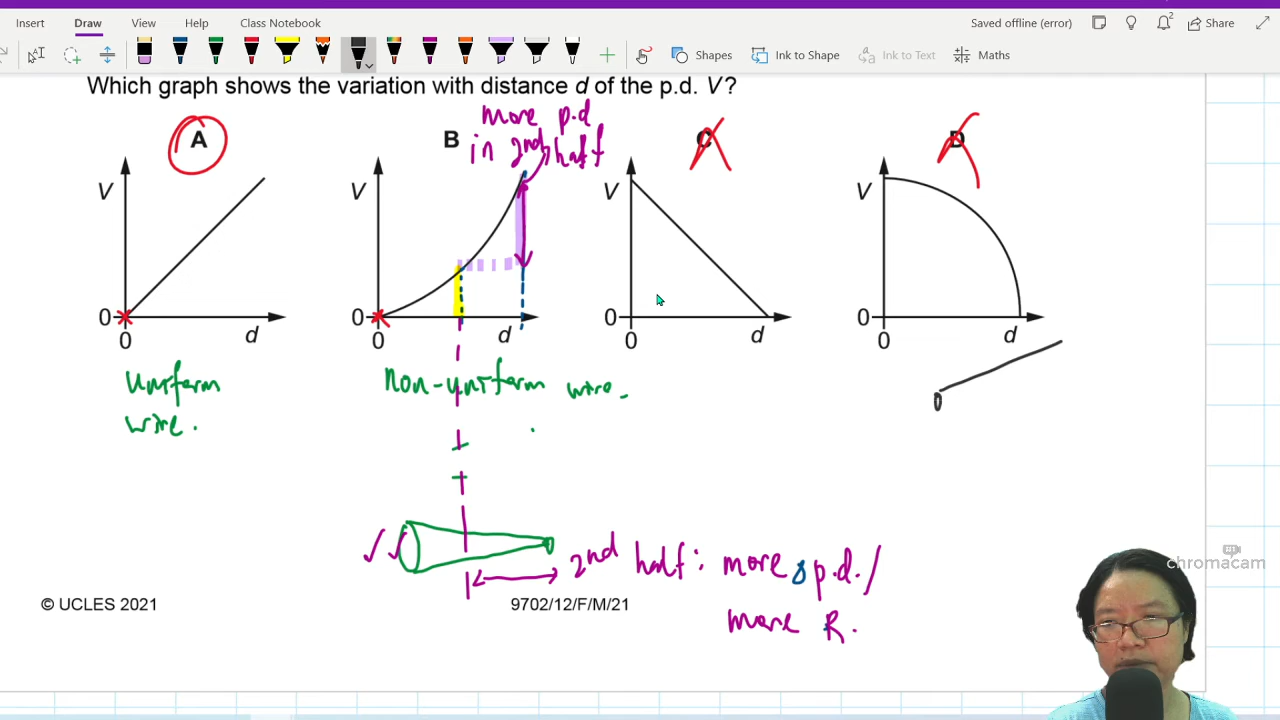 Insert Draw View Help Class Notebook Saved offline (error) Share
Shapes Ink to Shape Ink to Text Maths
Which graph shows the variation with distance d of the p.d. V?
more p.d
in 2nd half
A B C D
V V V V
0 0 0 0
0 d 0 d 0 d 0 d
uniform
wire.
non-uniform wire.
0
2nd half: more p.d./
more R.
© UCLES 2021 9702/12/F/M/21
chromacam